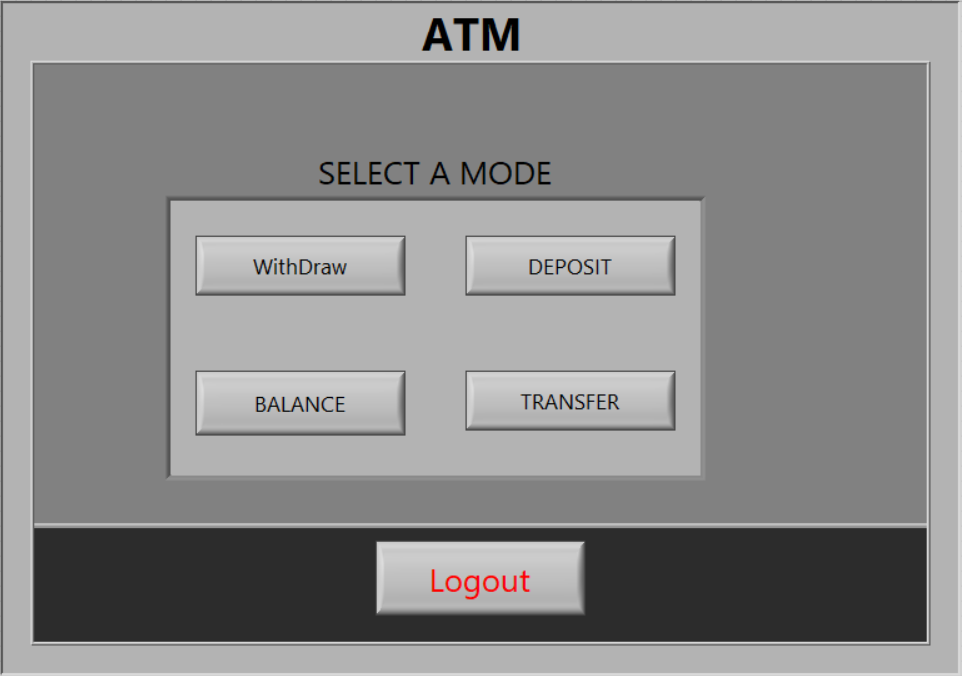 ATM
SELECT A MODE
WithDraw
DEPOSIT
BALANCE
TRANSFER
Logout